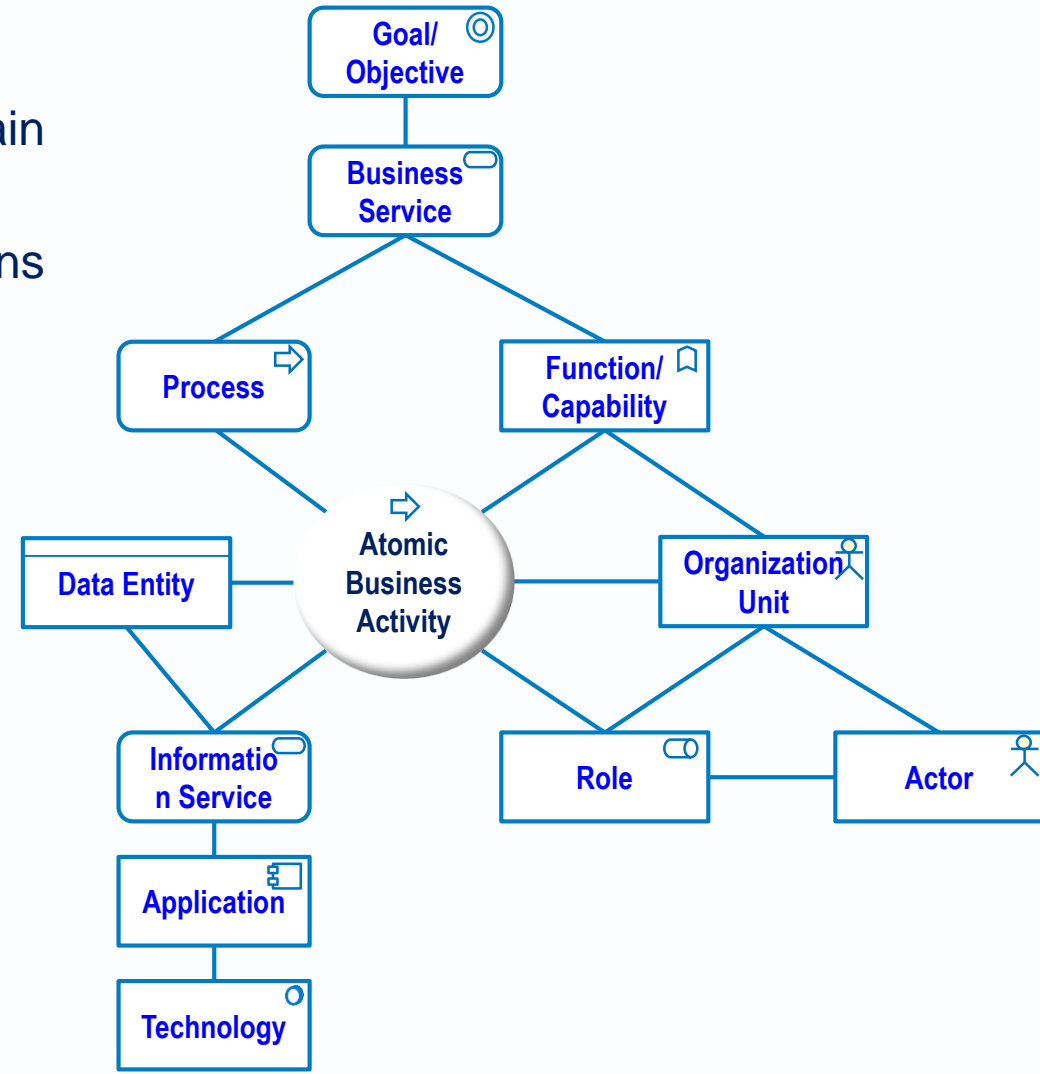 Goal/
Objective
ain
Business
Service
ns
Process
Function/
Capability
Atomic
Business
Activity
Data Entity
Organization
Unit
Informatio
n Service
Role
Actor
Application
Technology